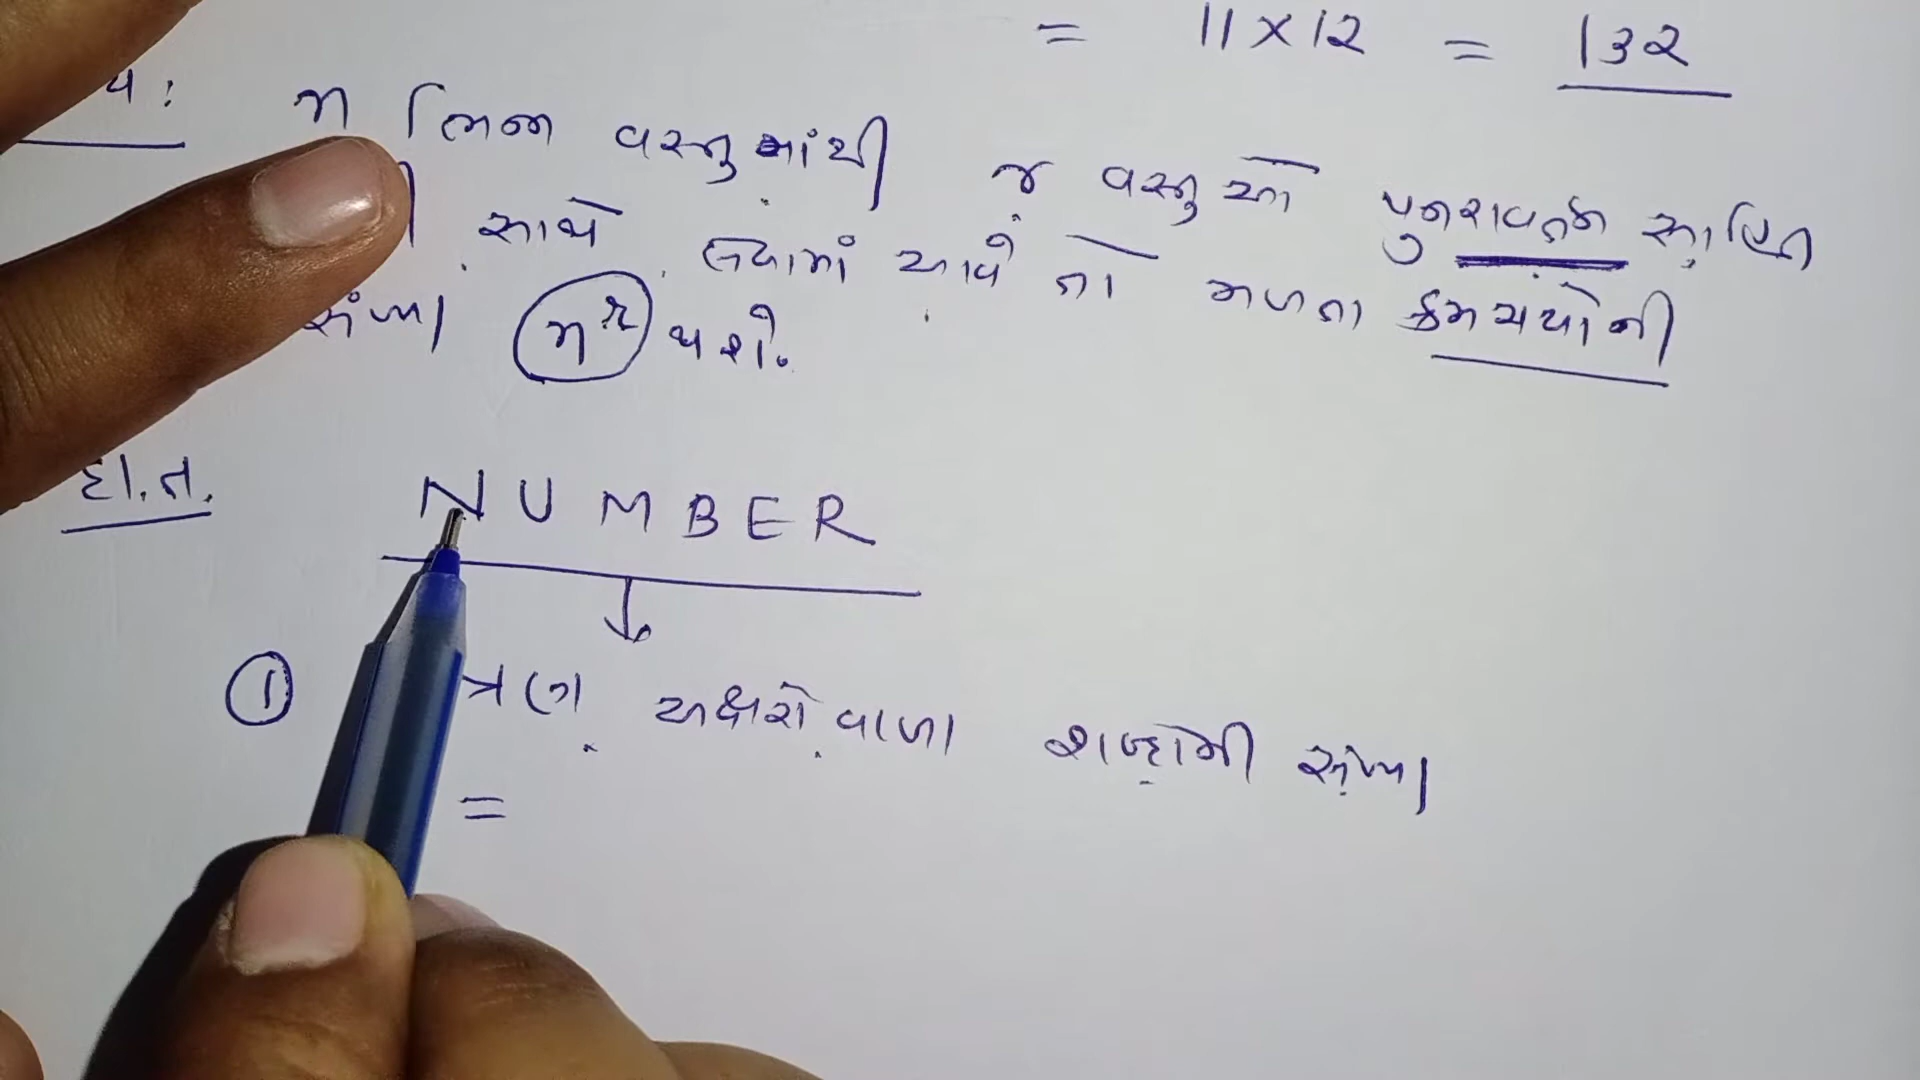 = 11 × 12 = 132
ય :
n ભિન્ન વસ્તુમાંથી r વસ્તુઓ પુનરાવર્તન સહિત
સાથે લેવામાં આવે તો મળતા ક્રમચયોની
સંખ્યા n^r થશે.
દા.ત. NUMBER
① ત્રણ અક્ષરોવાળા શબ્દોની સંખ્યા
=